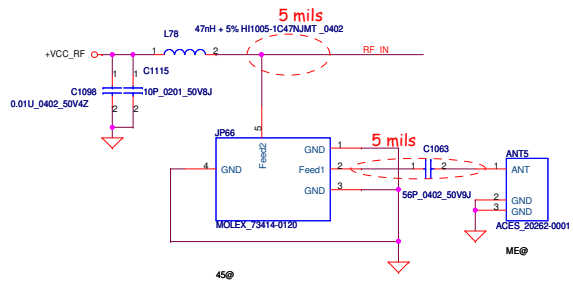 5 mils
L78
47nH + 5% HI1005-1C47NJMT _0402
+VCC_RF
1
2
RF_IN
1
1
C1115
C1098
10P_0201_50V8J
0.01U_0402_50V4Z
2
2
5
JP66
Feed2
GND
1
5 mils
C1063
ANT5
4
GND
Feed1
2
1
2
1
ANT
GND
3
56P_0402_50V9J
2
GND
3
GND
MOLEX_73414-0120
ACES_20262-0001
ME@
45@